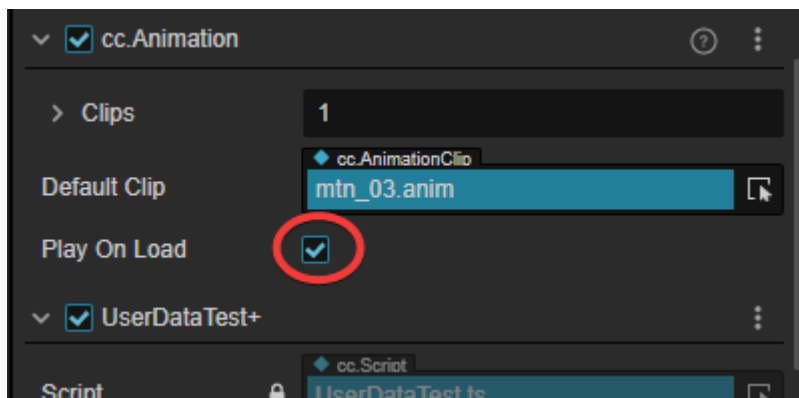 cc.Animation
Clips 1
cc.AnimationClip
Default Clip mtn_03.anim
Play On Load
UserDataTest+
cc.Script
Script UserDataTest.ts